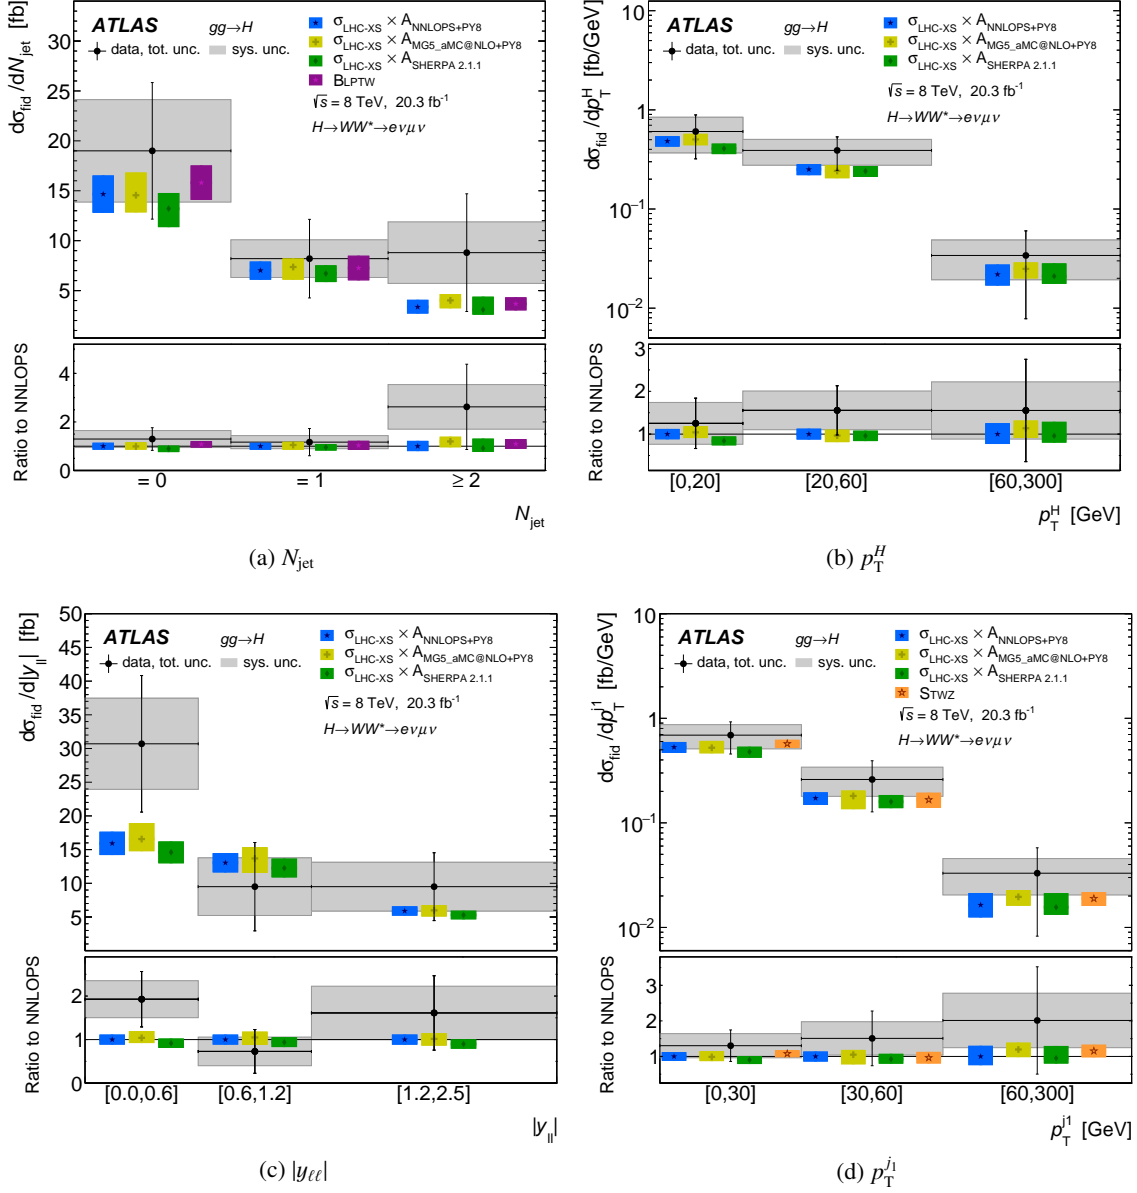 dσfid/dNjet [fb]
40
35
30
25
20
15
10
5
ATLAS
gg→H
data, tot. unc.
sys. unc.
σLHC-XS × ANNLOPS+PY8
σLHC-XS × AMG5_aMC@NLO+PY8
σLHC-XS × ASHERPA 2.1.1
BLPTW
√s = 8 TeV, 20.3 fb-1
H→WW*→eνμν
Ratio to NNLOPS
4
2
0
= 0
= 1
≥ 2
Njet
(a) Njet
dσfid/dpTH [fb/GeV]
10
1
10−1
10−2
ATLAS
gg→H
data, tot. unc.
sys. unc.
σLHC-XS × ANNLOPS+PY8
σLHC-XS × AMG5_aMC@NLO+PY8
σLHC-XS × ASHERPA 2.1.1
√s = 8 TeV, 20.3 fb-1
H→WW*→eνμν
Ratio to NNLOPS
3
2
1
[0,20]
[20,60]
[60,300]
pTH [GeV]
(b) pTH
dσfid/d|yll| [fb]
50
45
40
35
30
25
20
15
10
5
ATLAS
gg→H
data, tot. unc.
sys. unc.
σLHC-XS × ANNLOPS+PY8
σLHC-XS × AMG5_aMC@NLO+PY8
σLHC-XS × ASHERPA 2.1.1
√s = 8 TeV, 20.3 fb-1
H→WW*→eνμν
Ratio to NNLOPS
2
1
0
[0.0,0.6]
[0.6,1.2]
[1.2,2.5]
|yll|
(c) |yℓℓ|
dσfid/dpTj1 [fb/GeV]
10
1
10−1
10−2
ATLAS
gg→H
data, tot. unc.
sys. unc.
σLHC-XS × ANNLOPS+PY8
σLHC-XS × AMG5_aMC@NLO+PY8
σLHC-XS × ASHERPA 2.1.1
STWZ
√s = 8 TeV, 20.3 fb-1
H→WW*→eνμν
Ratio to NNLOPS
3
2
1
[0,30]
[30,60]
[60,300]
pTj1 [GeV]
(d) pTj1